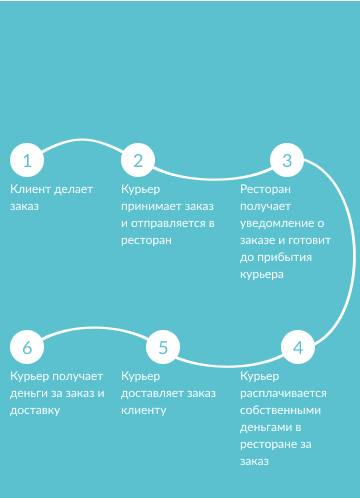 1
Клиент делает
заказ
2
Курьер
принимает заказ
и отправляется в
ресторан
3
Ресторан
получает
уведомление о
заказе и готовит
до прибытия
курьера
4
Курьер
расплачивается
собственными
деньгами в
ресторане за
заказ
5
Курьер
доставляет заказ
клиенту
6
Курьер получает
деньги за заказ и
доставку